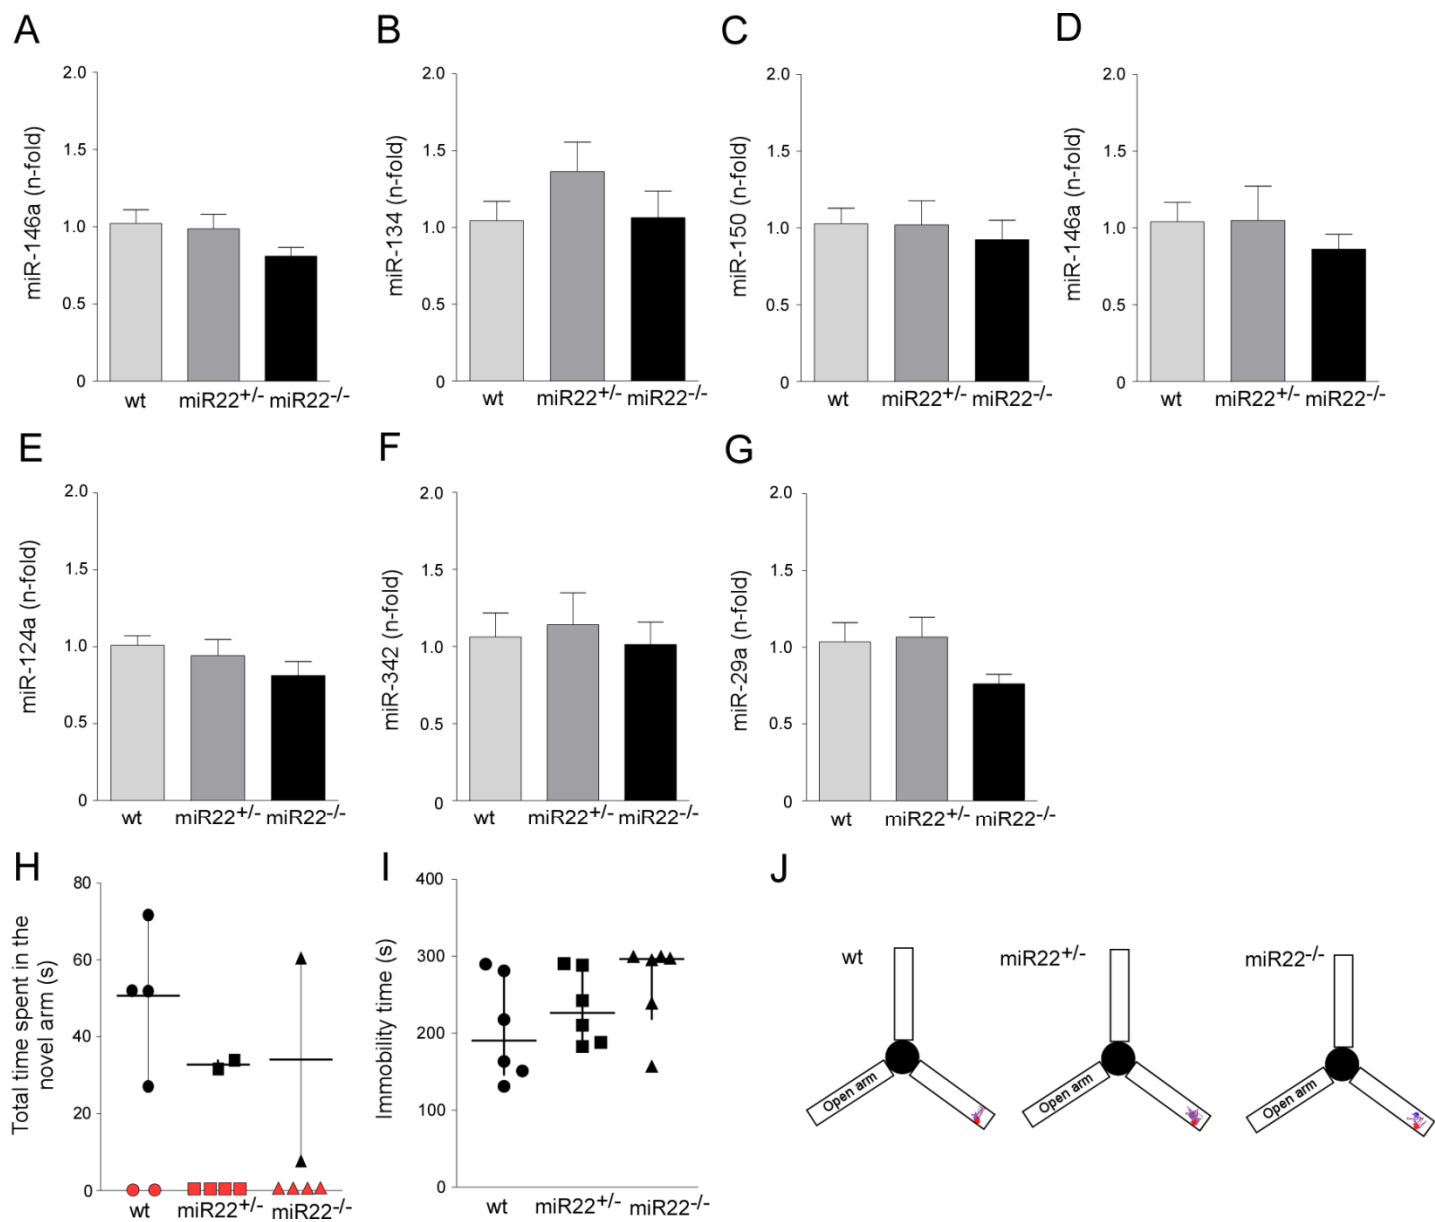 A
B
C
D
miR-146a (n-fold)
2.0
1.5
1.0
0.5
0
wt
miR22+/-
miR22-/-
miR-134 (n-fold)
2.0
1.5
1.0
0.5
0
wt
miR22+/-
miR22-/-
miR-150 (n-fold)
2.0
1.5
1.0
0.5
0
wt
miR22+/-
miR22-/-
miR-146a (n-fold)
2.0
1.5
1.0
0.5
0
wt
miR22+/-
miR22-/-
E
F
G
miR-124a (n-fold)
2.0
1.5
1.0
0.5
0
wt
miR22+/-
miR22-/-
miR-342 (n-fold)
2.0
1.5
1.0
0.5
0
wt
miR22+/-
miR22-/-
miR-29a (n-fold)
2.0
1.5
1.0
0.5
0
wt
miR22+/-
miR22-/-
H
Total time spent in the
novel arm (s)
80
60
40
20
0
wt
miR22+/-
miR22-/-
I
Immobility time (s)
400
300
200
100
0
wt
miR22+/-
miR22-/-
J
wt
miR22+/-
miR22-/-
Open arm
Open arm
Open arm